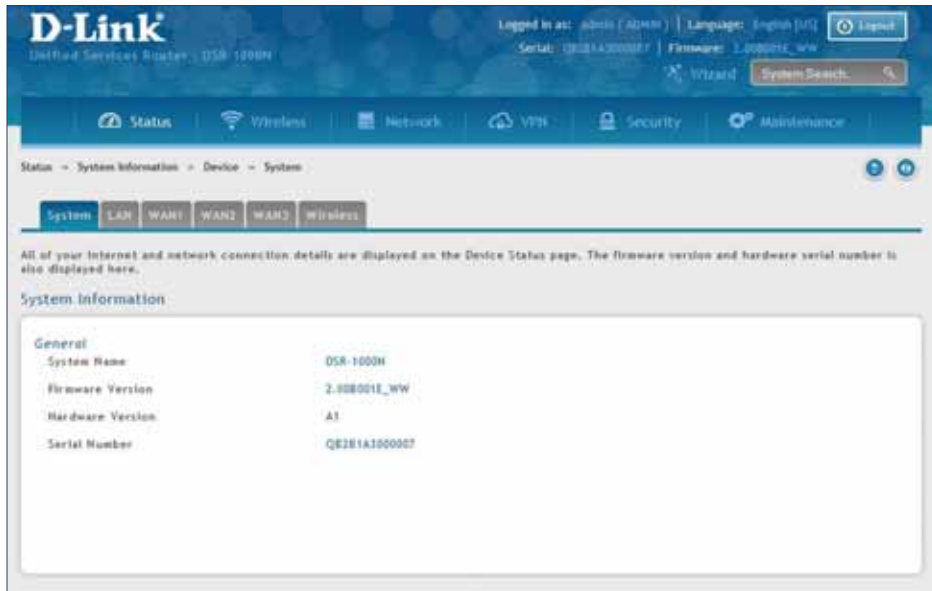 D-Link
Unified Services Router - DSR-1000N
Logged in as: admin ( ADMIN ) | Language: English [US]
Logout
Serial: QB2B1A3000007 | Firmware: 2.00B001E_WW
Wizard
System Search..
Status
Wireless
Network
VPN
Security
Maintenance
Status » System Information » Device » System
System
LAN
WAN1
WAN2
WAN3
Wireless
All of your Internet and network connection details are displayed on the Device Status page. The firmware version and hardware serial number is
also displayed here.
System Information
General
System Name DSR-1000N
Firmware Version 2.00B001E_WW
Hardware Version A1
Serial Number QB2B1A3000007